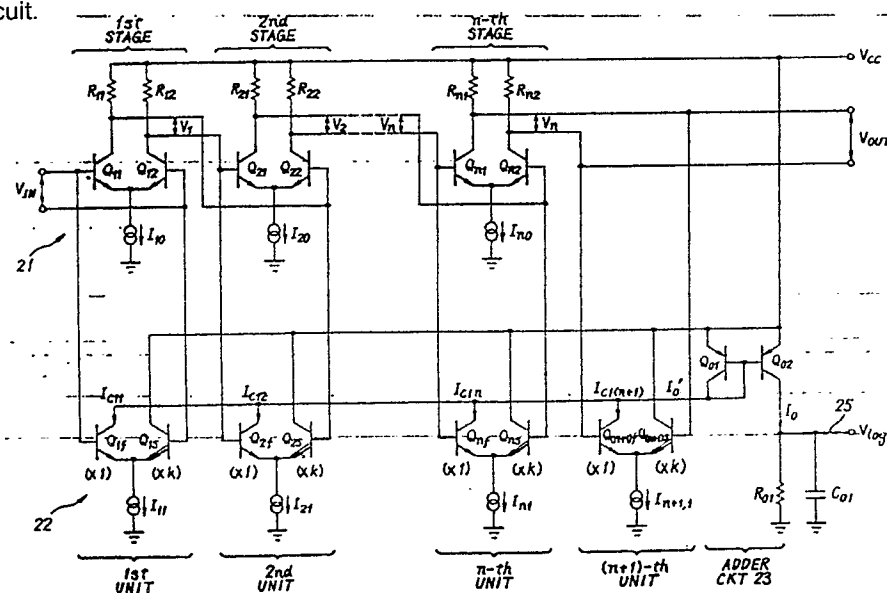 cuit.
1st STAGE
2nd STAGE
n-th STAGE
VCC
R11 R12 R21 R22 Rn1 Rn2
V1 V2 Vn Vn VOUT
Q11 Q12 Q21 Q22 Qn1 Qn2
VIN
I10 I20 In0
21
Q01 Q02
IC11 IC12 IC1n IC1(n+1) I0' I0 25
Vlog
Q1f Q1s Q2f Q2s Qnf Qns
(x1) (xk) (x1) (xk) (x1) (xk) (x1) (xk)
R01 C01
22
I11 I21 In1 In+1,1
1st UNIT
2nd UNIT
n-th UNIT
(n+1)-th UNIT
ADDER CKT 23